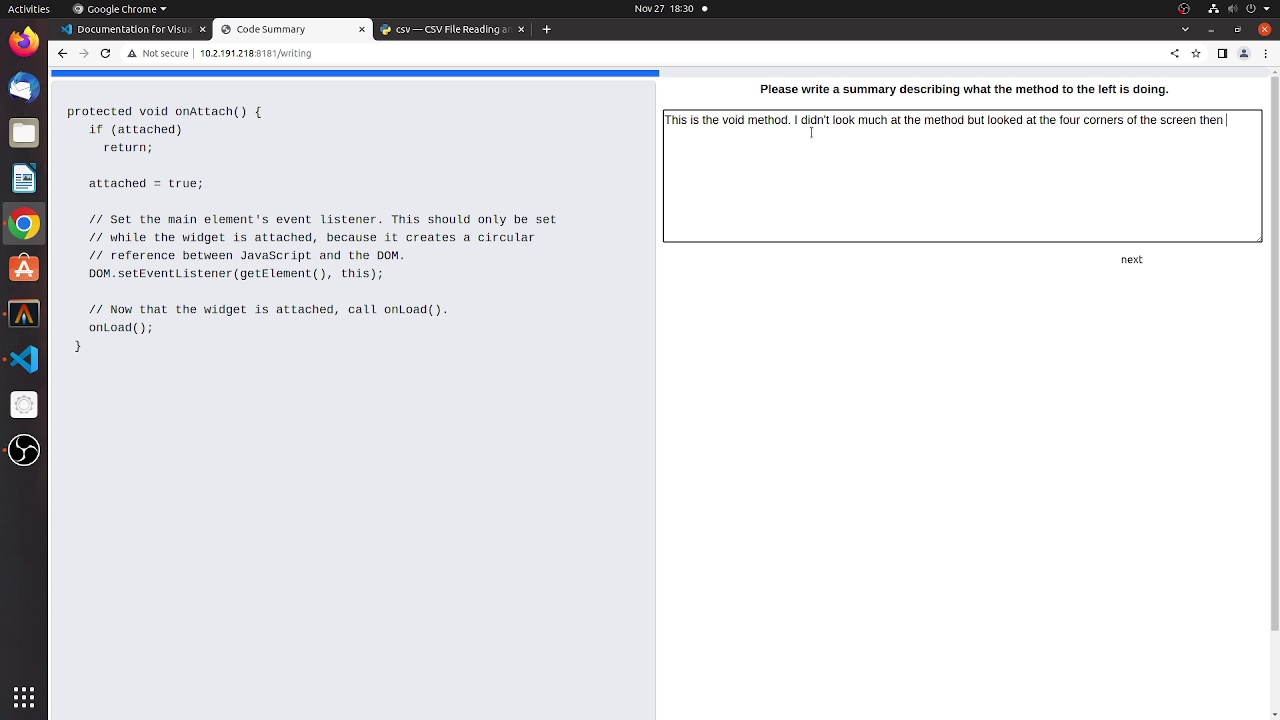 Activities
Google Chrome
Nov 27 18:30
Documentation for Visua
Code Summary
csv — CSV File Reading an
Not secure
10.2.191.218:8181/writing
Please write a summary describing what the method to the left is doing.
protected void onAttach() {
if (attached)
return;
attached = true;
// Set the main element's event listener. This should only be set
// while the widget is attached, because it creates a circular
// reference between JavaScript and the DOM.
DOM.setEventListener(getElement(), this);
// Now that the widget is attached, call onLoad().
onLoad();
}
This is the void method. I didn't look much at the method but looked at the four corners of the screen then
next